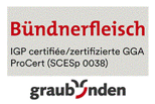 Bündnerfleisch
IGP certifiée/zertifizierte GGA
ProCert (SCESp 0038)
graubünden